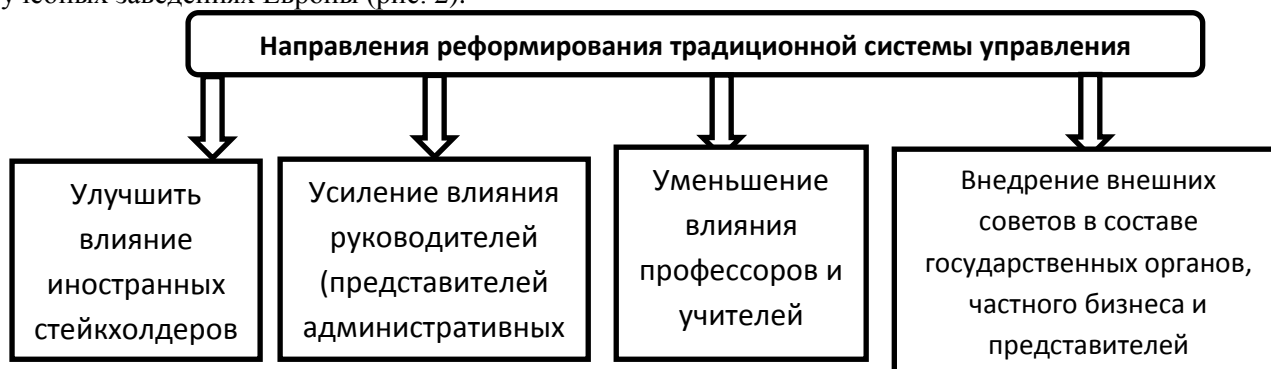 учебных заведениях Европы (рис. 2).
Направления реформирования традиционной системы управления
Улучшить
влияние
иностранных
стейкхолдеров
Усиление влияния
руководителей
(представителей
административных
Уменьшение
влияния
профессоров и
учителей
Внедрение внешних
советов в составе
государственных органов,
частного бизнеса и
представителей